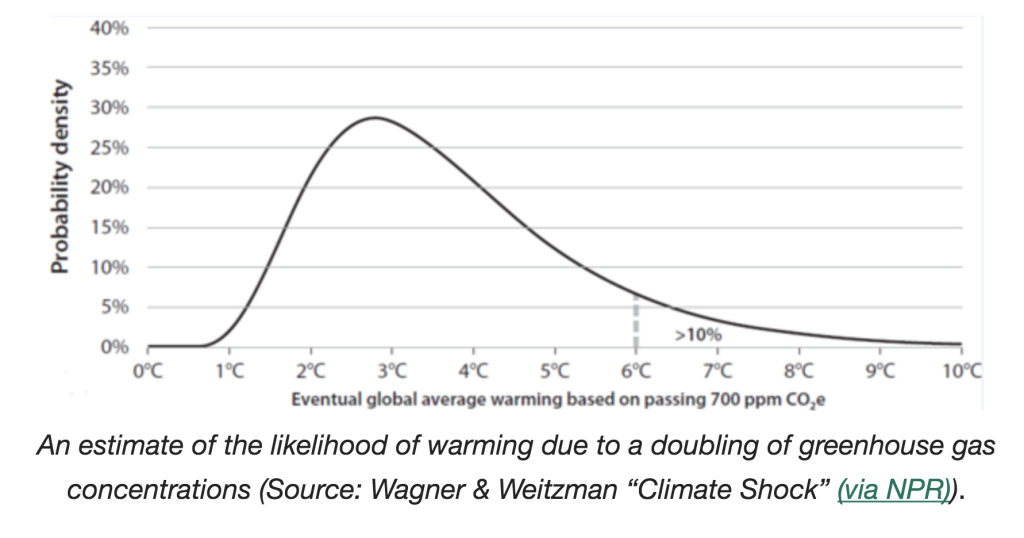 40%
35%
30%
25%
20%
15%
10%
5%
0%
Probability density
>10%
0°C 1°C 2°C 3°C 4°C 5°C 6°C 7°C 8°C 9°C 10°C
Eventual global average warming based on passing 700 ppm CO₂e
An estimate of the likelihood of warming due to a doubling of greenhouse gas
concentrations (Source: Wagner & Weitzman “Climate Shock” (via NPR)).